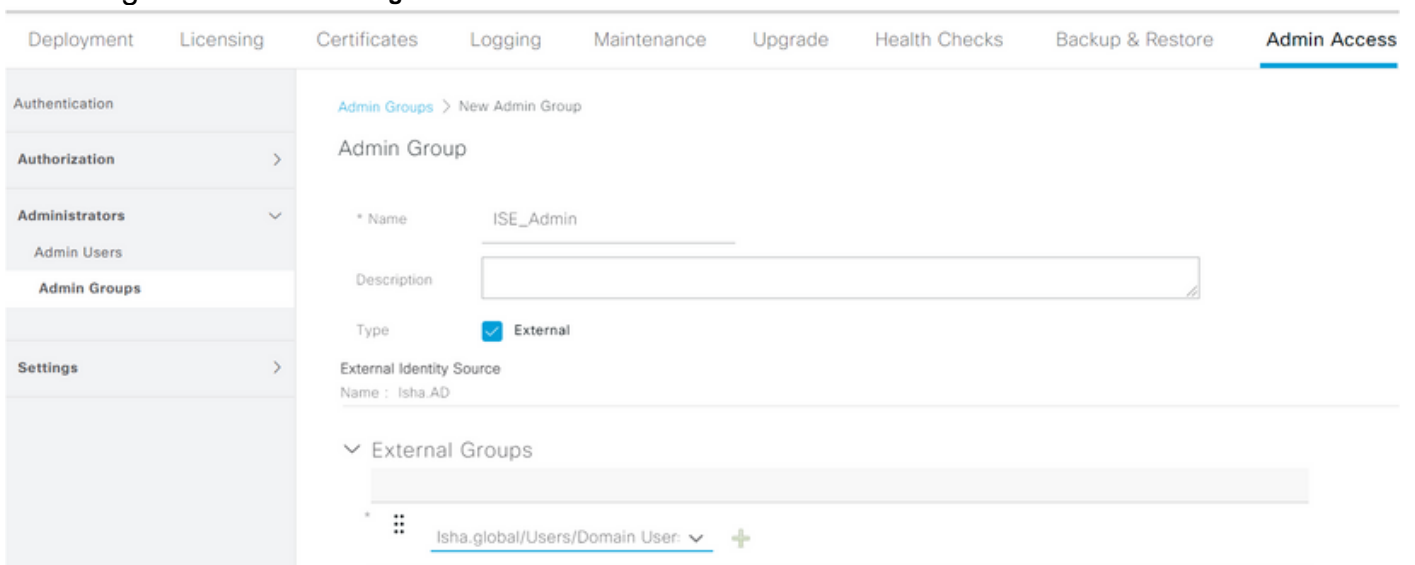 Deployment Licensing Certificates Logging Maintenance Upgrade Health Checks Backup & Restore Admin Access
Authentication
Authorization
Administrators
Admin Users
Admin Groups
Settings
Admin Groups > New Admin Group
Admin Group
* Name ISE_Admin
Description
Type External
External Identity Source
Name : Isha.AD
External Groups
*
Isha.global/Users/Domain User